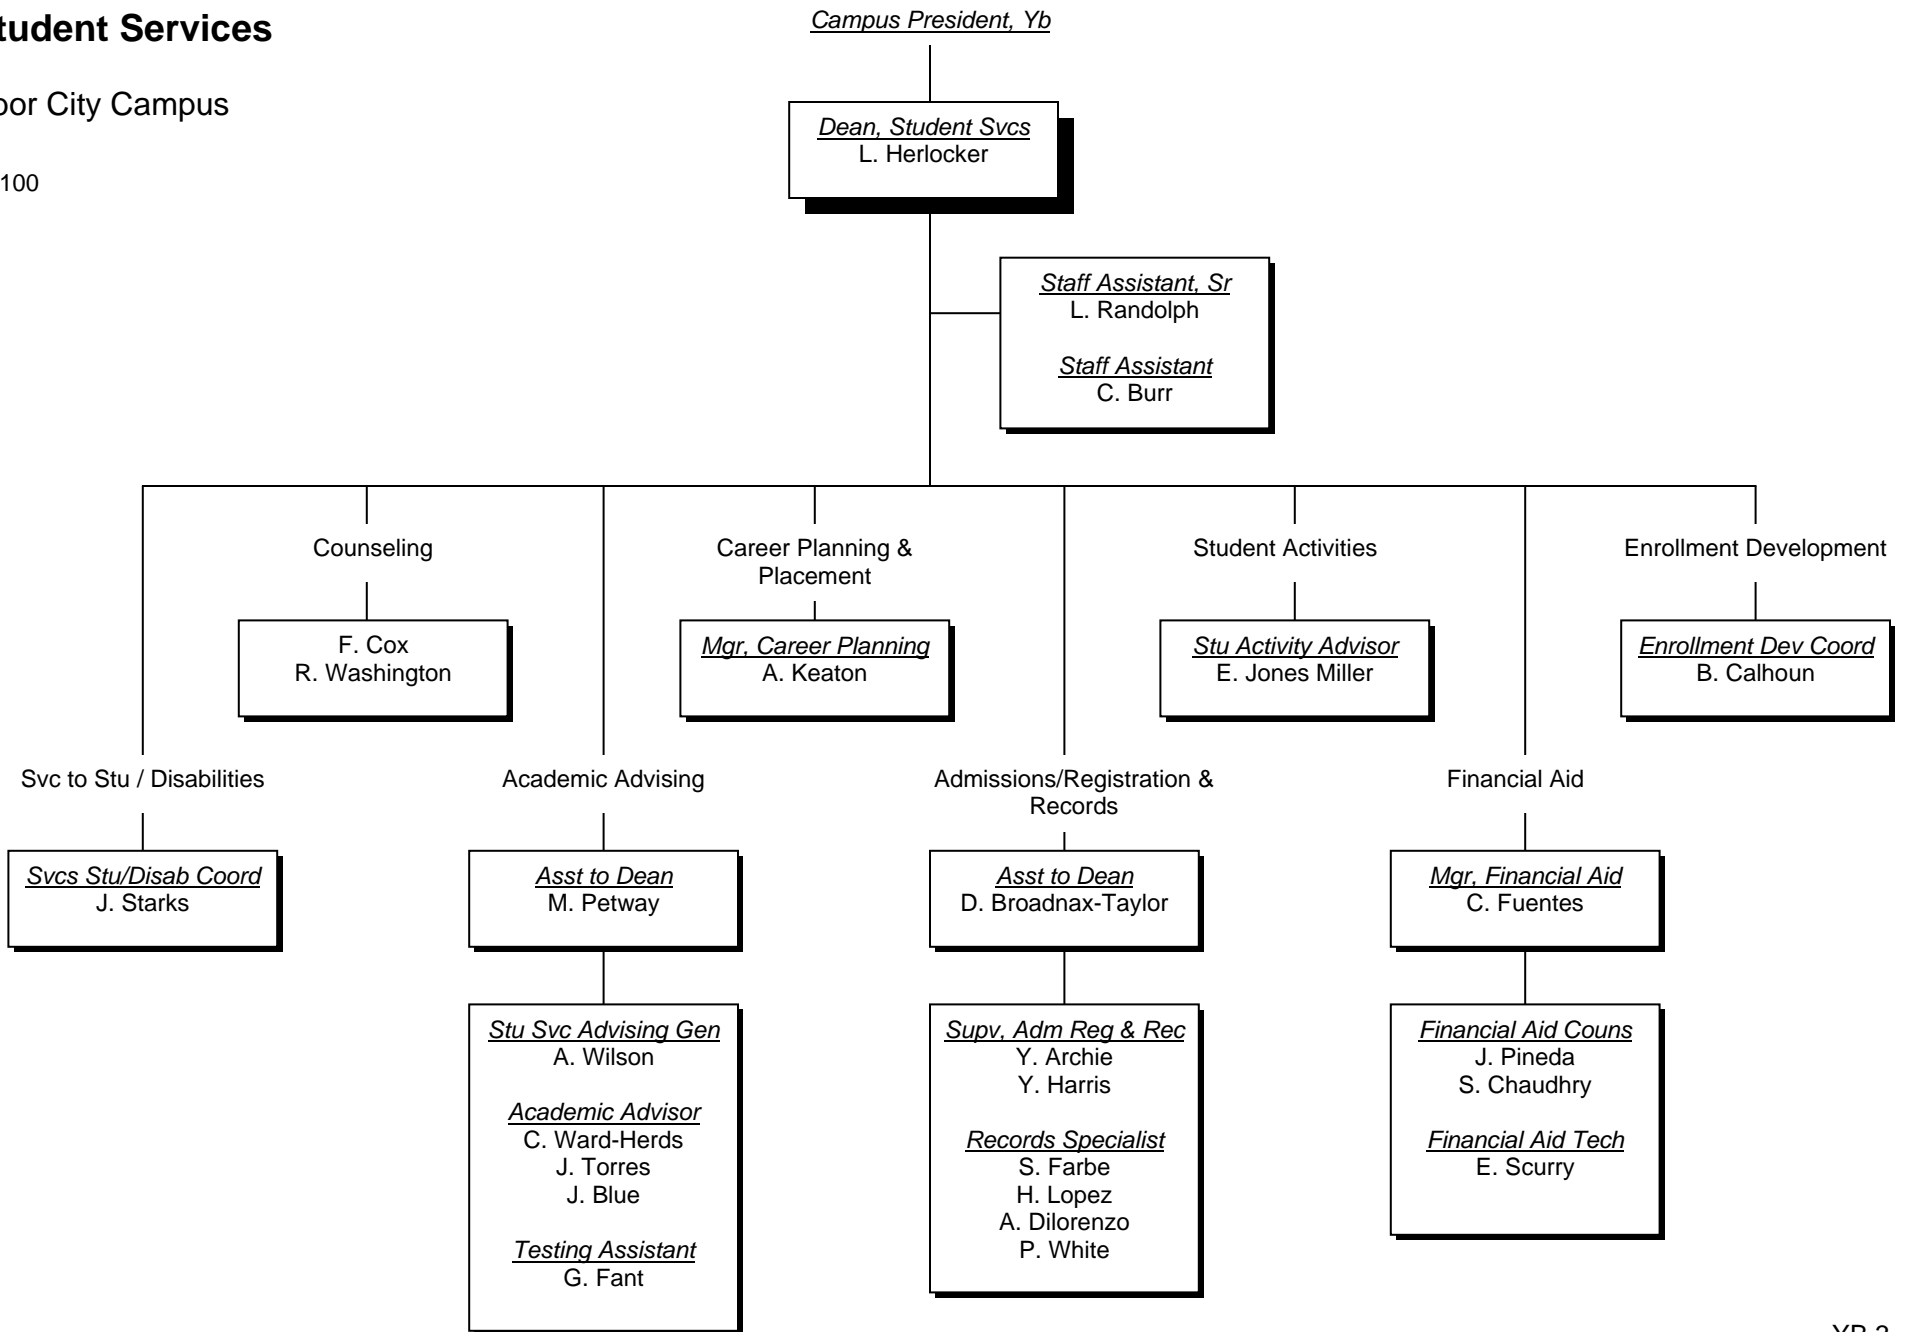 tudent Services
Campus President, Yb
oor City Campus
100
Dean, Student Svcs
L. Herlocker
Staff Assistant, Sr
L. Randolph
Staff Assistant
C. Burr
Counseling
F. Cox
R. Washington
Career Planning &
Placement
Mgr, Career Planning
A. Keaton
Student Activities
Stu Activity Advisor
E. Jones Miller
Enrollment Development
Enrollment Dev Coord
B. Calhoun
Svc to Stu / Disabilities
Svcs Stu/Disab Coord
J. Starks
Academic Advising
Asst to Dean
M. Petway
Stu Svc Advising Gen
A. Wilson
Academic Advisor
C. Ward-Herds
J. Torres
J. Blue
Testing Assistant
G. Fant
Admissions/Registration &
Records
Asst to Dean
D. Broadnax-Taylor
Supv, Adm Reg & Rec
Y. Archie
Y. Harris
Records Specialist
S. Farbe
H. Lopez
A. Dilorenzo
P. White
Financial Aid
Mgr, Financial Aid
C. Fuentes
Financial Aid Couns
J. Pineda
S. Chaudhry
Financial Aid Tech
E. Scurry